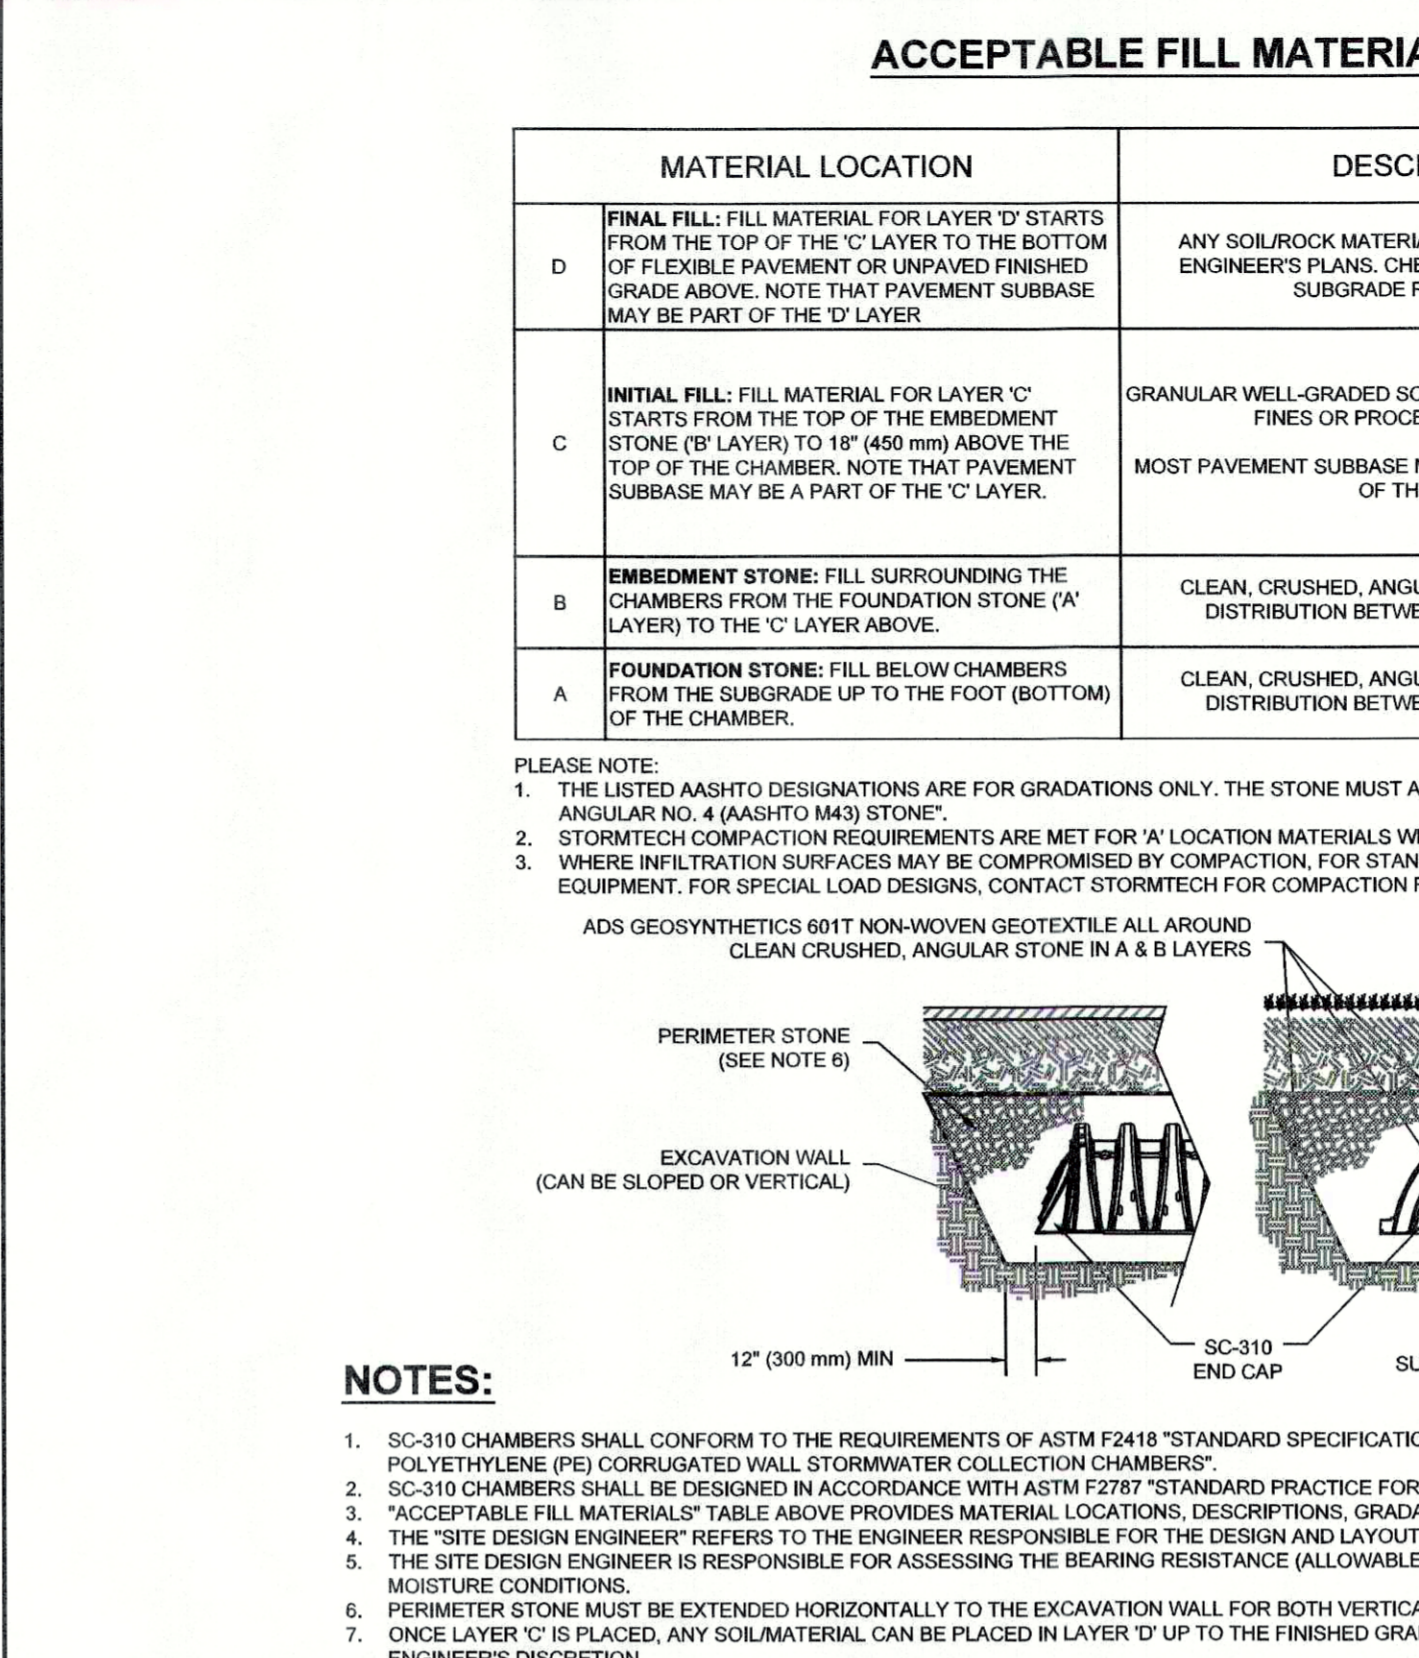 ACCEPTABLE FILL
MATERIAL LOCATION
D
FINAL FILL: FILL MATERIAL FOR LAYER 'D' STARTS
FROM THE TOP OF THE 'C' LAYER TO THE BOTTOM
OF FLEXIBLE PAVEMENT OR UNPAVED FINISHED
GRADE ABOVE. NOTE THAT PAVEMENT SUBBASE
MAY BE PART OF THE 'D' LAYER
ANY SOIL/ROCK
ENGINEER'S PLANS.
SUBGRADE
C
INITIAL FILL: FILL MATERIAL FOR LAYER 'C'
STARTS FROM THE TOP OF THE EMBEDMENT
STONE ('B' LAYER) TO 18" (450 mm) ABOVE THE
TOP OF THE CHAMBER. NOTE THAT PAVEMENT
SUBBASE MAY BE A PART OF THE 'C' LAYER.
GRANULAR WELL-GRADED
FINES OR
MOST PAVEMENT SUBBASE
OF
B
EMBEDMENT STONE: FILL SURROUNDING THE
CHAMBERS FROM THE FOUNDATION STONE ('A'
LAYER) TO THE 'C' LAYER ABOVE.
CLEAN, CRUSHED,
DISTRIBUTION
A
FOUNDATION STONE: FILL BELOW CHAMBERS
FROM THE SUBGRADE UP TO THE FOOT (BOTTOM)
OF THE CHAMBER.
CLEAN, CRUSHED,
DISTRIBUTION
PLEASE NOTE:
1. THE LISTED AASHTO DESIGNATIONS ARE FOR GRADATIONS ONLY. THE STONE MUST
ANGULAR NO. 4 (AASHTO M43) STONE".
2. STORMTECH COMPACTION REQUIREMENTS ARE MET FOR 'A' LOCATION MATERIALS
3. WHERE INFILTRATION SURFACES MAY BE COMPROMISED BY COMPACTION, FOR
EQUIPMENT. FOR SPECIAL LOAD DESIGNS, CONTACT STORMTECH FOR COMPACTION
ADS GEOSYNTHETICS 601T NON-WOVEN GEOTEXTILE ALL AROUND
CLEAN CRUSHED, ANGULAR STONE IN A & B LAYERS
PERIMETER STONE
(SEE NOTE 6)
EXCAVATION WALL
(CAN BE SLOPED OR VERTICAL)
12" (300 mm) MIN
SC-310
END CAP
NOTES:
1. SC-310 CHAMBERS SHALL CONFORM TO THE REQUIREMENTS OF ASTM F2418 "STANDARD
POLYETHYLENE (PE) CORRUGATED WALL STORMWATER COLLECTION CHAMBERS".
2. SC-310 CHAMBERS SHALL BE DESIGNED IN ACCORDANCE WITH ASTM F2787 "STANDARD PRACTICE FOR
3. "ACCEPTABLE FILL MATERIALS" TABLE ABOVE PROVIDES MATERIAL LOCATIONS, DESCRIPTIONS,
4. THE "SITE DESIGN ENGINEER" REFERS TO THE ENGINEER RESPONSIBLE FOR THE DESIGN AND LAYOUT
5. THE SITE DESIGN ENGINEER IS RESPONSIBLE FOR ASSESSING THE BEARING RESISTANCE (ALLOWABLE
MOISTURE CONDITIONS.
6. PERIMETER STONE MUST BE EXTENDED HORIZONTALLY TO THE EXCAVATION WALL FOR BOTH
7. ONCE LAYER 'C' IS PLACED, ANY SOIL/MATERIAL CAN BE PLACED IN LAYER 'D' UP TO THE FINISHED
ENGINEER'S DISCRETION